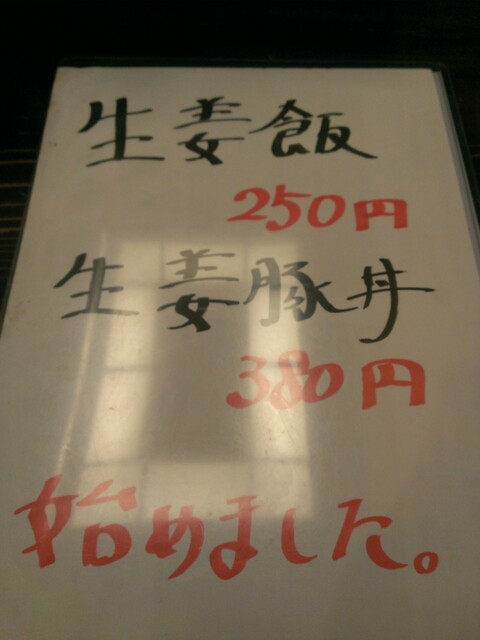 生姜飯
250円
生姜豚丼
380円
始めました。